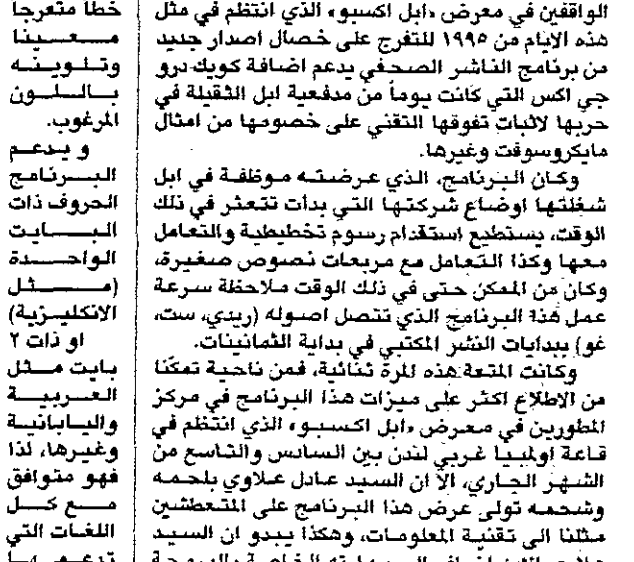 الواقفين في معرض «ابل اكسبو» الذي انتظم في مثل
هذه الايام من ١٩٩٥ للتفرج على خصال اصدار جديد
من برنامج الناشر الصحفي يدعم اضافة كويك درو
جي اكس التي كانت يوماً من مدفعية ابل الثقيلة في
حربها لاثبات تفوقها التقني على خصومها من امثال
مايكروسوفت وغيرها.
وكان البرنامج، الذي عرضته موظفة في ابل
شغلتها اوضاع شركتها التي بدأت تتعثر في ذلك
الوقت، يستطيع استقدام رسوم تخطيطية والتعامل
معها وكذا التعامل مع مربعات نصوص صغيرة،
وكان من الممكن حتى في ذلك الوقت ملاحظة سرعة
عمل هذا البرنامج الذي تتصل اصوله (ريدي، ست،
غو) ببدايات النشر المكتبي في بداية الثمانينات.
وكانت المتعة هذه المرة ثنائية، فمن ناحية تمكنّا
من الاطلاع اكثر على ميزات هذا البرنامج في مركز
المطورين في معرض «ابل اكسبو» الذي انتظم في
قاعة اولمبيا غربي لندن بين السادس والتاسع من
الشهر الجاري، الا ان السيد عادل علاوي بلحمه
وشحمه تولى عرض هذا البرنامج على المتعطشين
مثلنا الى تقنية المعلومات، وهكذا يبدو ان السيد
خطاً متعرجاً
معينا
وتلوينه
باللون
المرغوب.
ويدعم
البرنامج
الحروف ذات
البايت
الواحدة
(مثل
الانكليزية)
او ذات ٢
بايت مثل
العربية
واليابانية
وغيرها، لذا
فهو متوافق
مع كل
اللغات التي
تدعمها